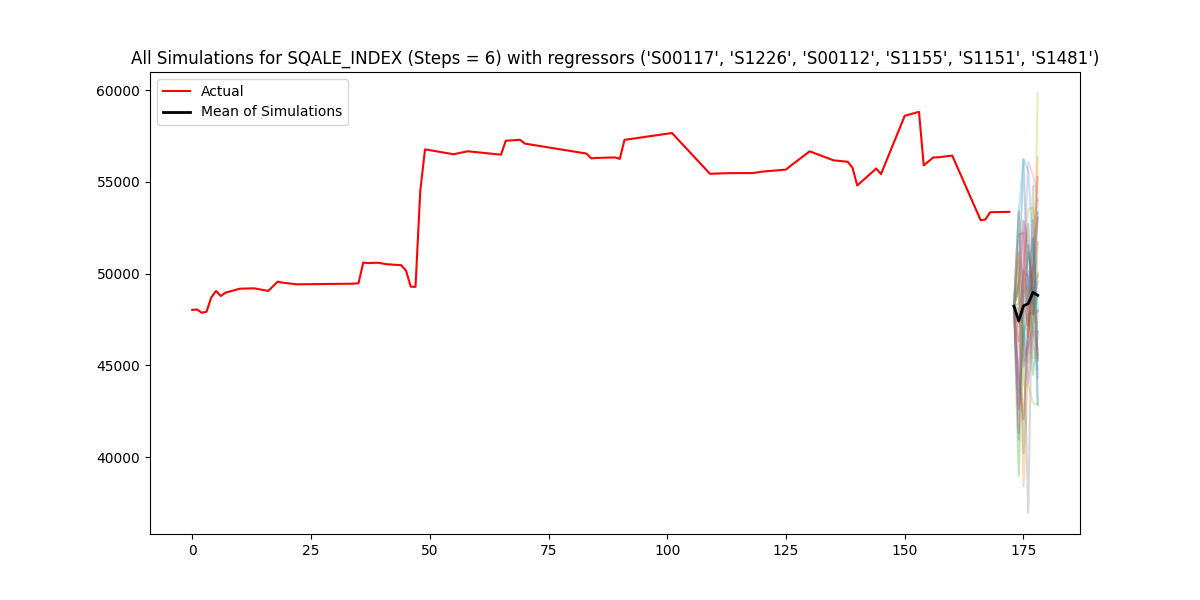 All Simulations for SQALE_INDEX (Steps = 6) with regressors ('S00117', 'S1226', 'S00112', 'S1155', 'S1151', 'S1481')
Actual
Mean of Simulations
60000
55000
50000
45000
40000
0 25 50 75 100 125 150 175